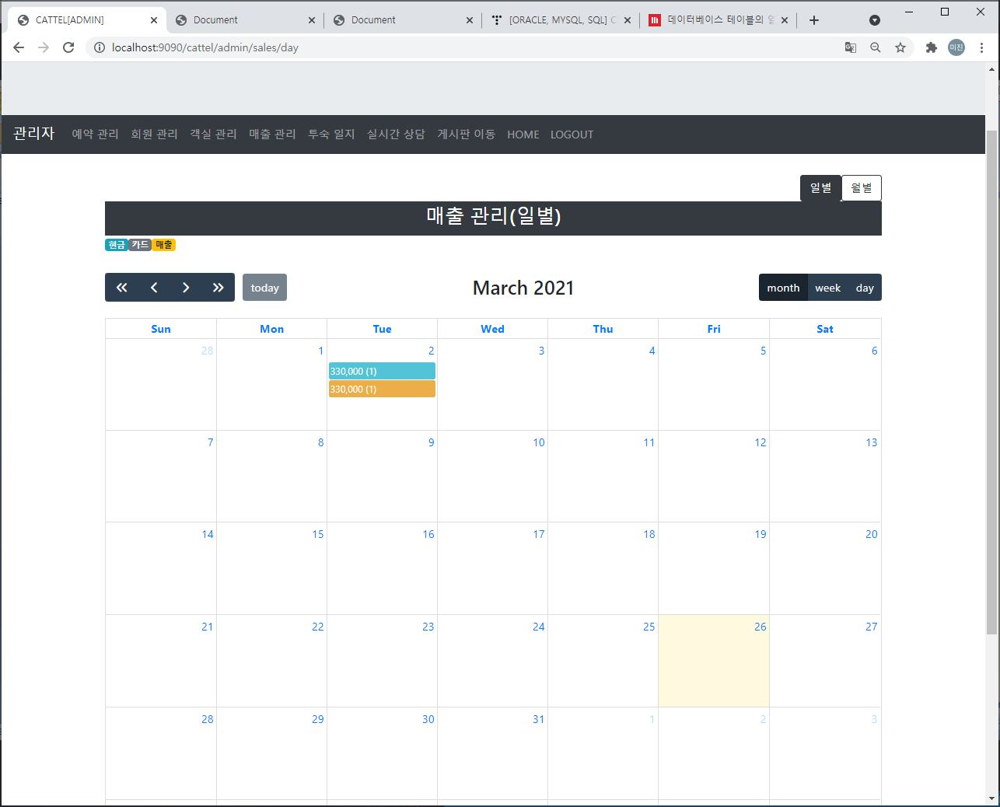 CATTEL[ADMIN]
Document
Document
[ORACLE, MYSQL, SQL] C
데이터베이스 테이블의
localhost:9090/cattel/admin/sales/day
미진
관리자 예약 관리 회원 관리 객실 관리 매출 관리 투숙 일지 실시간 상담 게시판 이동 HOME LOGOUT
일별 월별
매출 관리(일별)
현금 카드 매출
today March 2021 month week day
Sun Mon Tue Wed Thu Fri Sat
28 1 2 3 4 5 6
330,000 (1)
330,000 (1)
7 8 9 10 11 12 13
14 15 16 17 18 19 20
21 22 23 24 25 26 27
28 29 30 31 1 2 3